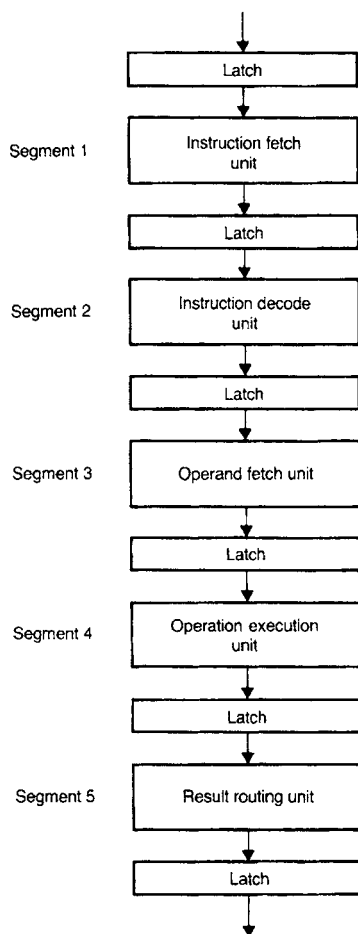 Latch
Segment 1
Instruction fetch
unit
Latch
Segment 2
Instruction decode
unit
Latch
Segment 3
Operand fetch unit
Latch
Segment 4
Operation execution
unit
Latch
Segment 5
Result routing unit
Latch